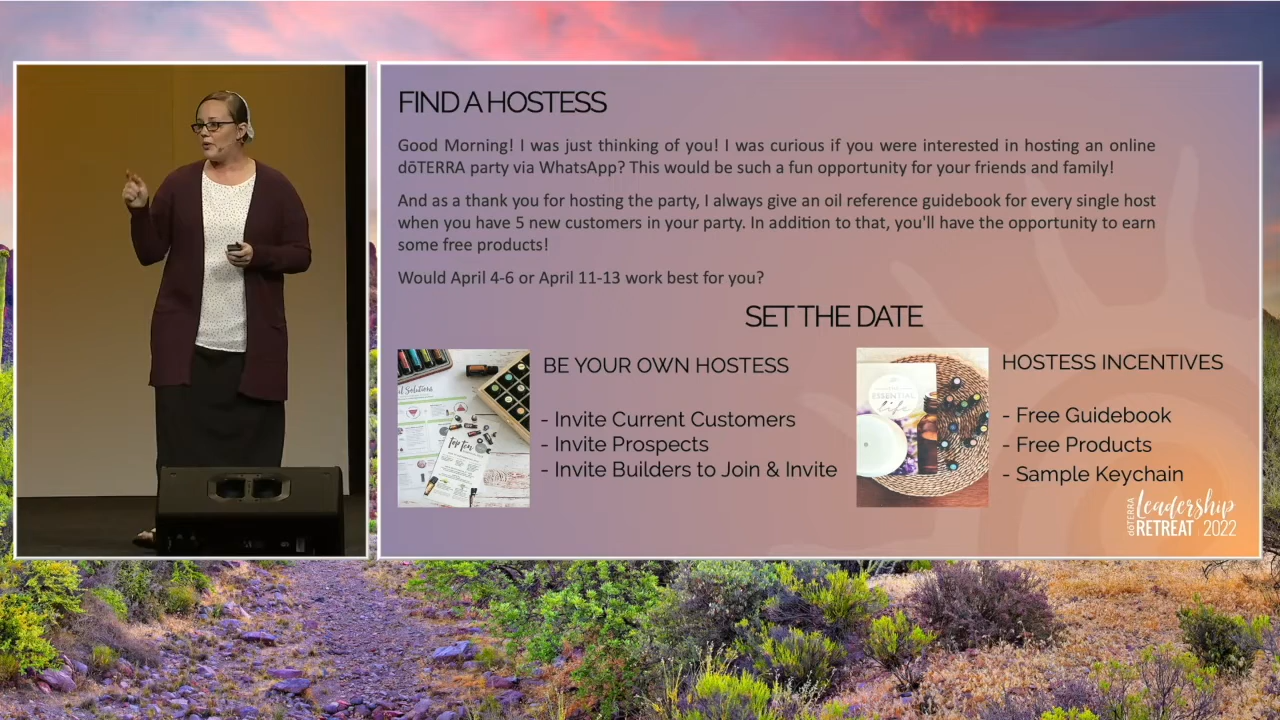 FIND A HOSTESS
Good Morning! I was just thinking of you! I was curious if you were interested in hosting an online
dōTERRA party via WhatsApp? This would be such a fun opportunity for your friends and family!
And as a thank you for hosting the party, I always give an oil reference guidebook for every single host
when you have 5 new customers in your party. In addition to that, you'll have the opportunity to earn
some free products!
Would April 4-6 or April 11-13 work best for you?
SET THE DATE
BE YOUR OWN HOSTESS
- Invite Current Customers
- Invite Prospects
- Invite Builders to Join & Invite
Solutions
Top Ten
HOSTESS INCENTIVES
- Free Guidebook
- Free Products
- Sample Keychain
ESSENTIAL
life
dōTERRA
Leadership
RETREAT 2022